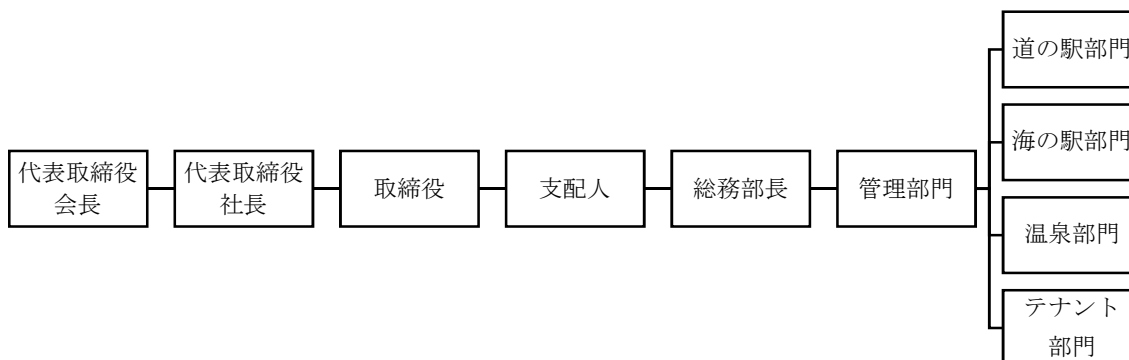 代表取締役
会長
代表取締役
社長
取締役
支配人
総務部長
管理部門
道の駅部門
海の駅部門
温泉部門
テナント
部門